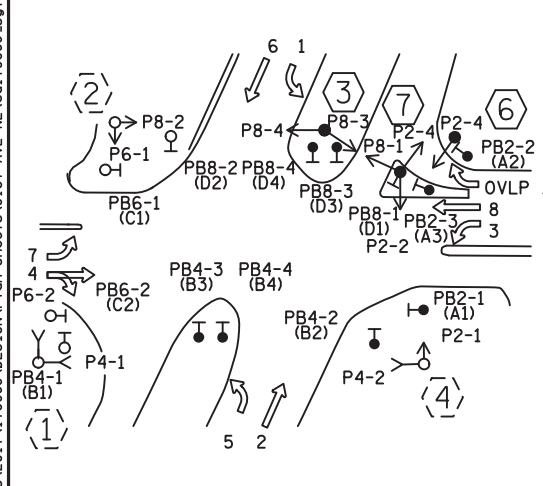 6 1
2
3
7
6
P8-2
P8-4
P8-3
P2-4
P2-4
P6-1
P8-1
PB2-2
(A2)
PB8-2
(D2)
PB8-4
(D4)
PB8-3
(D3)
OVLP
PB6-1
(C1)
8
PB8-1
(D1)
PB2-3
(A3)
3
P2-2
7
4
PB4-3
(B3)
PB4-4
(B4)
P6-2
PB6-2
(C2)
PB2-1
(A1)
PB4-2
(B2)
P2-1
P4-1
PB4-1
(B1)
P4-2
4
1
5 2